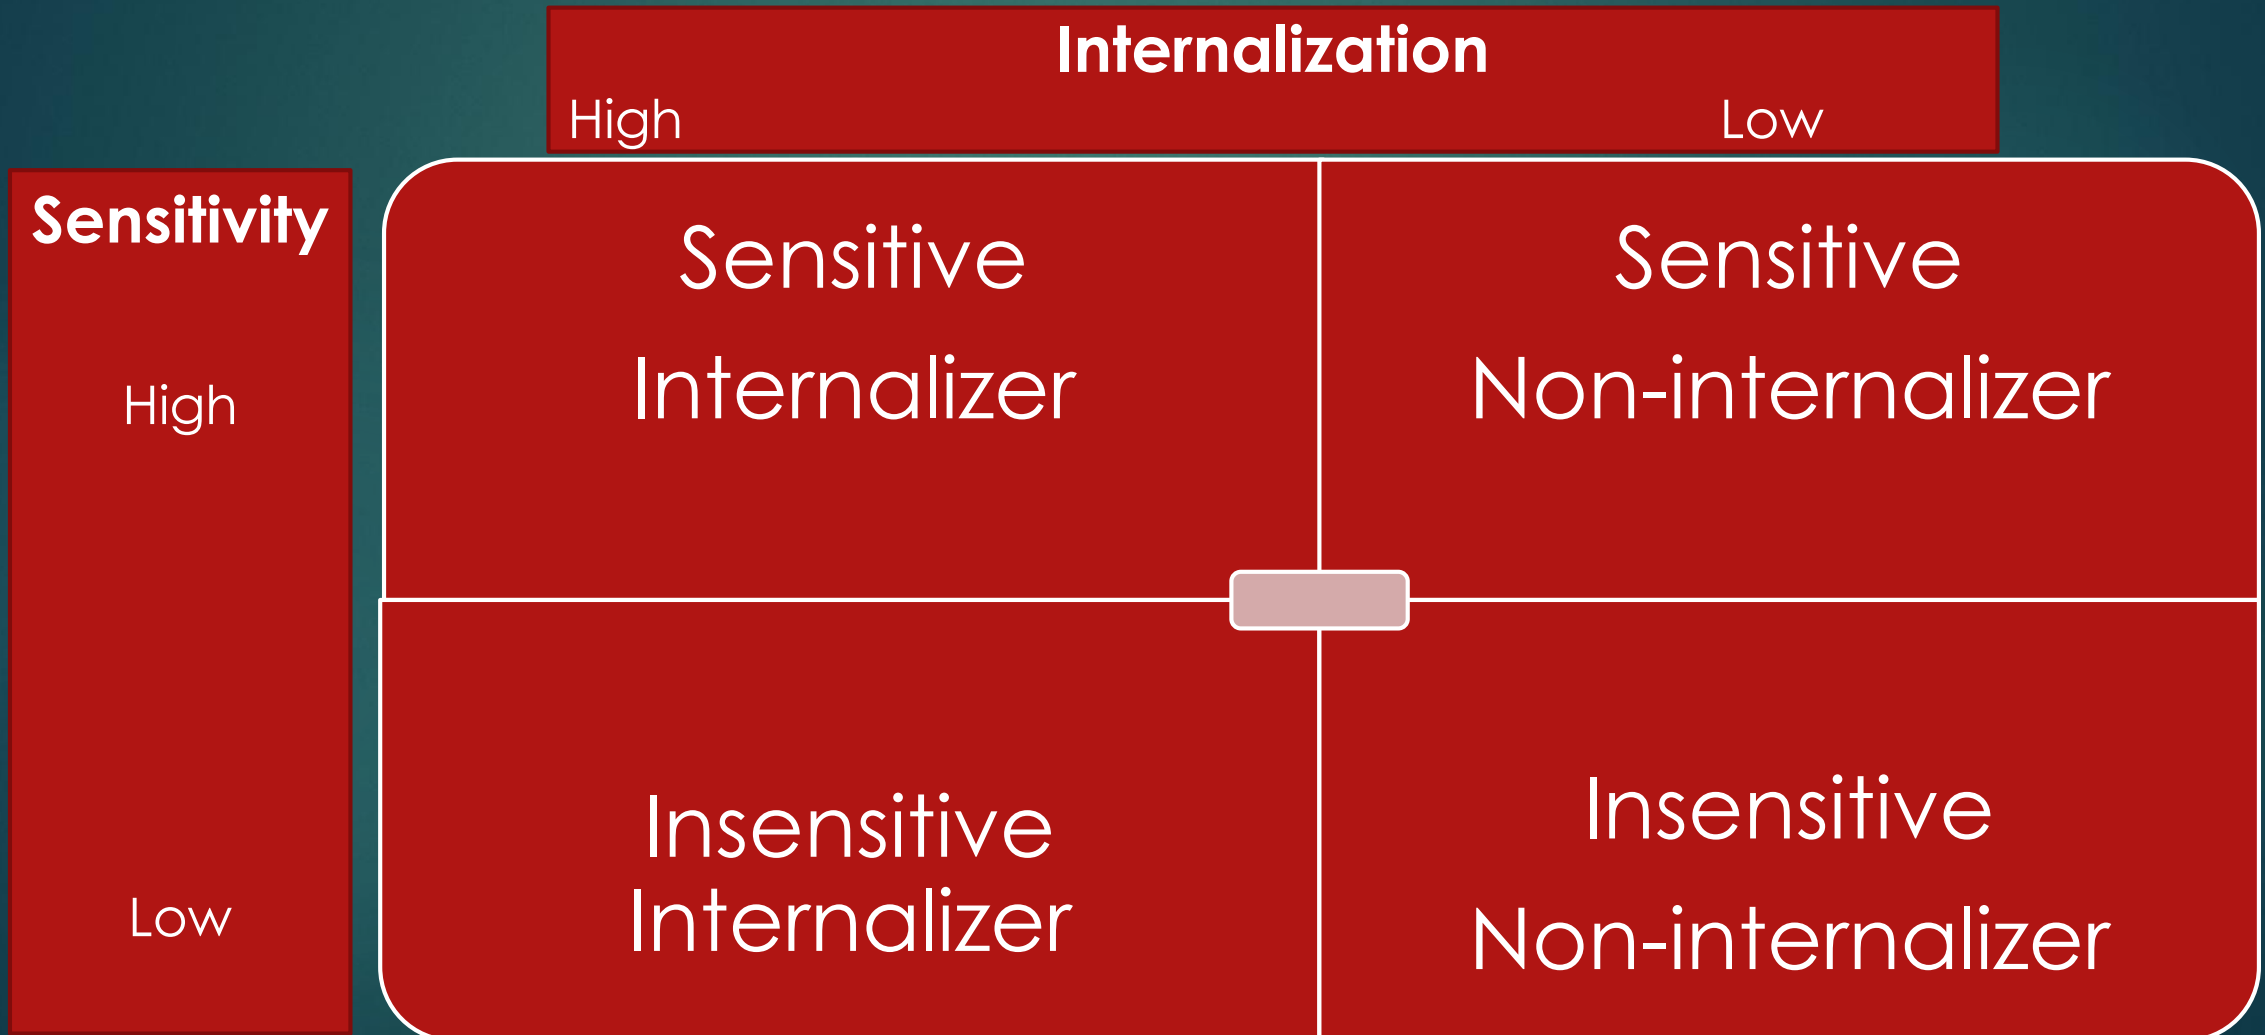 Internalization
High Low
Sensitivity
High
Low
Sensitive
Internalizer
Sensitive
Non-internalizer
Insensitive
Internalizer
Insensitive
Non-internalizer